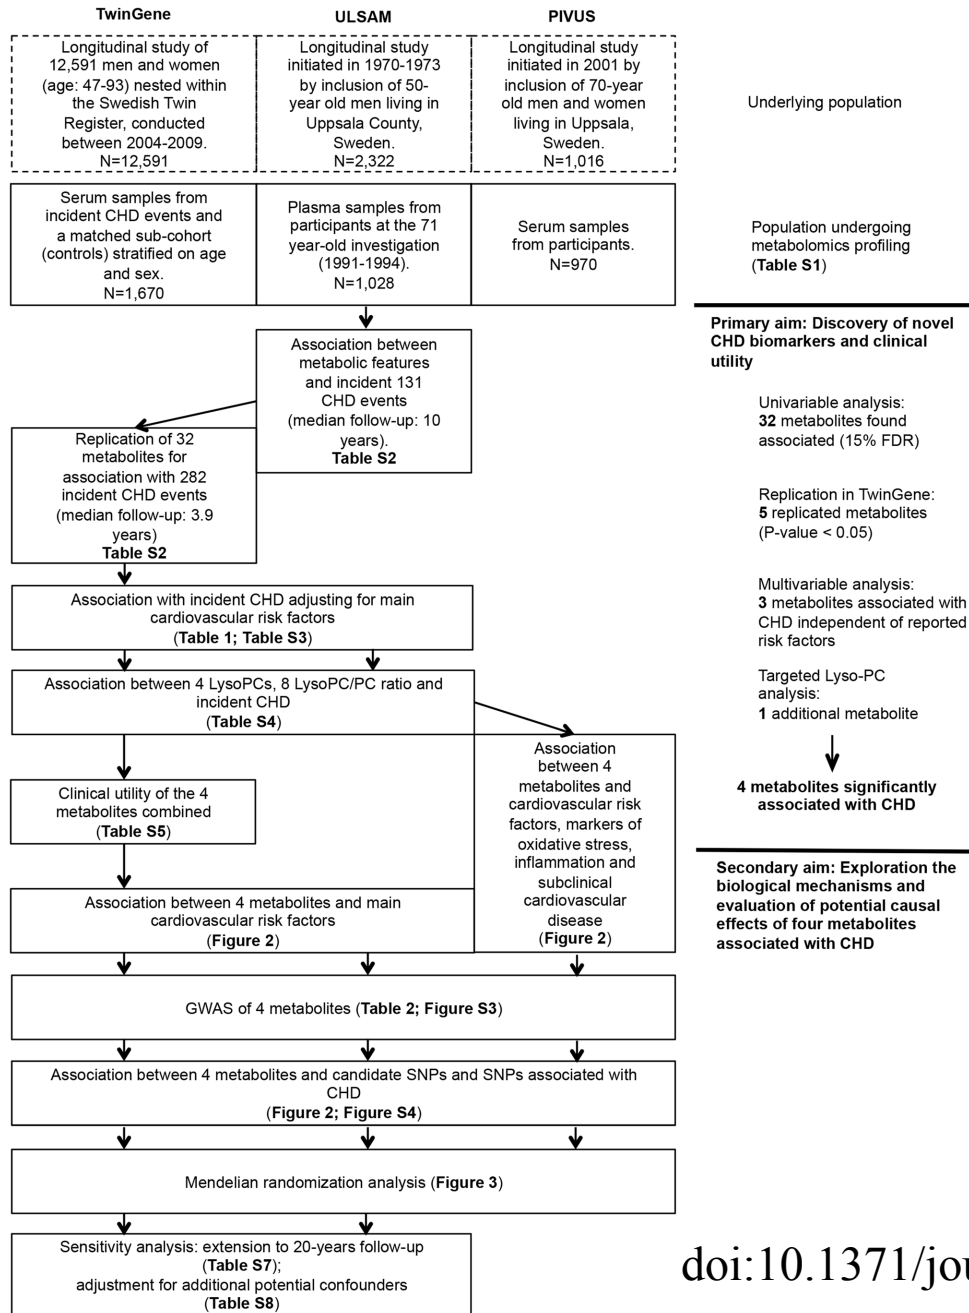 TwinGene
ULSAM
PIVUS
Longitudinal study of
12,591 men and women
(age: 47-93) nested within
the Swedish Twin
Register, conducted
between 2004-2009.
N=12,591
Longitudinal study
initiated in 1970-1973
by inclusion of 50-
year old men living in
Uppsala County,
Sweden.
N=2,322
Longitudinal study
initiated in 2001 by
inclusion of 70-year
old men and women
living in Uppsala,
Sweden.
N=1,016
Underlying population
Serum samples from
incident CHD events and
a matched sub-cohort
(controls) stratified on age
and sex.
N=1,670
Plasma samples from
participants at the 71
year-old investigation
(1991-1994).
N=1,028
Serum samples
from participants.
N=970
Population undergoing
metabolomics profiling
(Table S1)
Primary aim: Discovery of novel
CHD biomarkers and clinical
utility
Association between
metabolic features
and incident 131
CHD events
(median follow-up: 10
years).
Table S2
Univariable analysis:
32 metabolites found
associated (15% FDR)
Replication of 32
metabolites for
association with 282
incident CHD events
(median follow-up: 3.9
years)
Table S2
Replication in TwinGene:
5 replicated metabolites
(P-value < 0.05)
Association with incident CHD adjusting for main
cardiovascular risk factors
(Table 1; Table S3)
Multivariable analysis:
3 metabolites associated with
CHD independent of reported
risk factors
Association between 4 LysoPCs, 8 LysoPC/PC ratio and
incident CHD
(Table S4)
Targeted Lyso-PC
analysis:
1 additional metabolite
4 metabolites significantly
associated with CHD
Clinical utility of the 4
metabolites combined
(Table S5)
Association
between 4
metabolites and
cardiovascular risk
factors, markers of
oxidative stress,
inflammation and
subclinical
cardiovascular
disease
(Figure 2)
Secondary aim: Exploration the
biological mechanisms and
evaluation of potential causal
effects of four metabolites
associated with CHD
Association between 4 metabolites and main
cardiovascular risk factors
(Figure 2)
GWAS of 4 metabolites (Table 2; Figure S3)
Association between 4 metabolites and candidate SNPs and SNPs associated with
CHD
(Figure 2; Figure S4)
Mendelian randomization analysis (Figure 3)
Sensitivity analysis: extension to 20-years follow-up
(Table S7);
adjustment for additional potential confounders
(Table S8)
doi:10.1371/jou